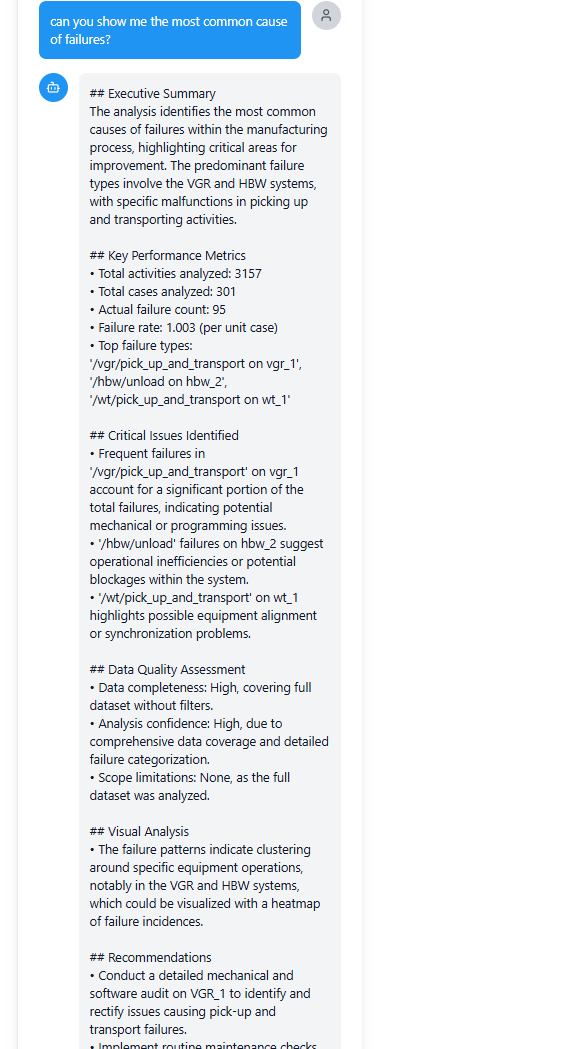 can you show me the most common cause
of failures?
## Executive Summary
The analysis identifies the most common
causes of failures within the manufacturing
process, highlighting critical areas for
improvement. The predominant failure
types involve the VGR and HBW systems,
with specific malfunctions in picking up
and transporting activities.
## Key Performance Metrics
• Total activities analyzed: 3157
• Total cases analyzed: 301
• Actual failure count: 95
• Failure rate: 1.003 (per unit case)
• Top failure types:
'/vgr/pick_up_and_transport on vgr_1',
'/hbw/unload on hbw_2',
'/wt/pick_up_and_transport on wt_1'
## Critical Issues Identified
• Frequent failures in
'/vgr/pick_up_and_transport' on vgr_1
account for a significant portion of the
total failures, indicating potential
mechanical or programming issues.
• '/hbw/unload' failures on hbw_2 suggest
operational inefficiencies or potential
blockages within the system.
• '/wt/pick_up_and_transport' on wt_1
highlights possible equipment alignment
or synchronization problems.
## Data Quality Assessment
• Data completeness: High, covering full
dataset without filters.
• Analysis confidence: High, due to
comprehensive data coverage and detailed
failure categorization.
• Scope limitations: None, as the full
dataset was analyzed.
## Visual Analysis
• The failure patterns indicate clustering
around specific equipment operations,
notably in the VGR and HBW systems,
which could be visualized with a heatmap
of failure incidences.
## Recommendations
• Conduct a detailed mechanical and
software audit on VGR_1 to identify and
rectify issues causing pick-up and
transport failures.
• Implement routine maintenance checks